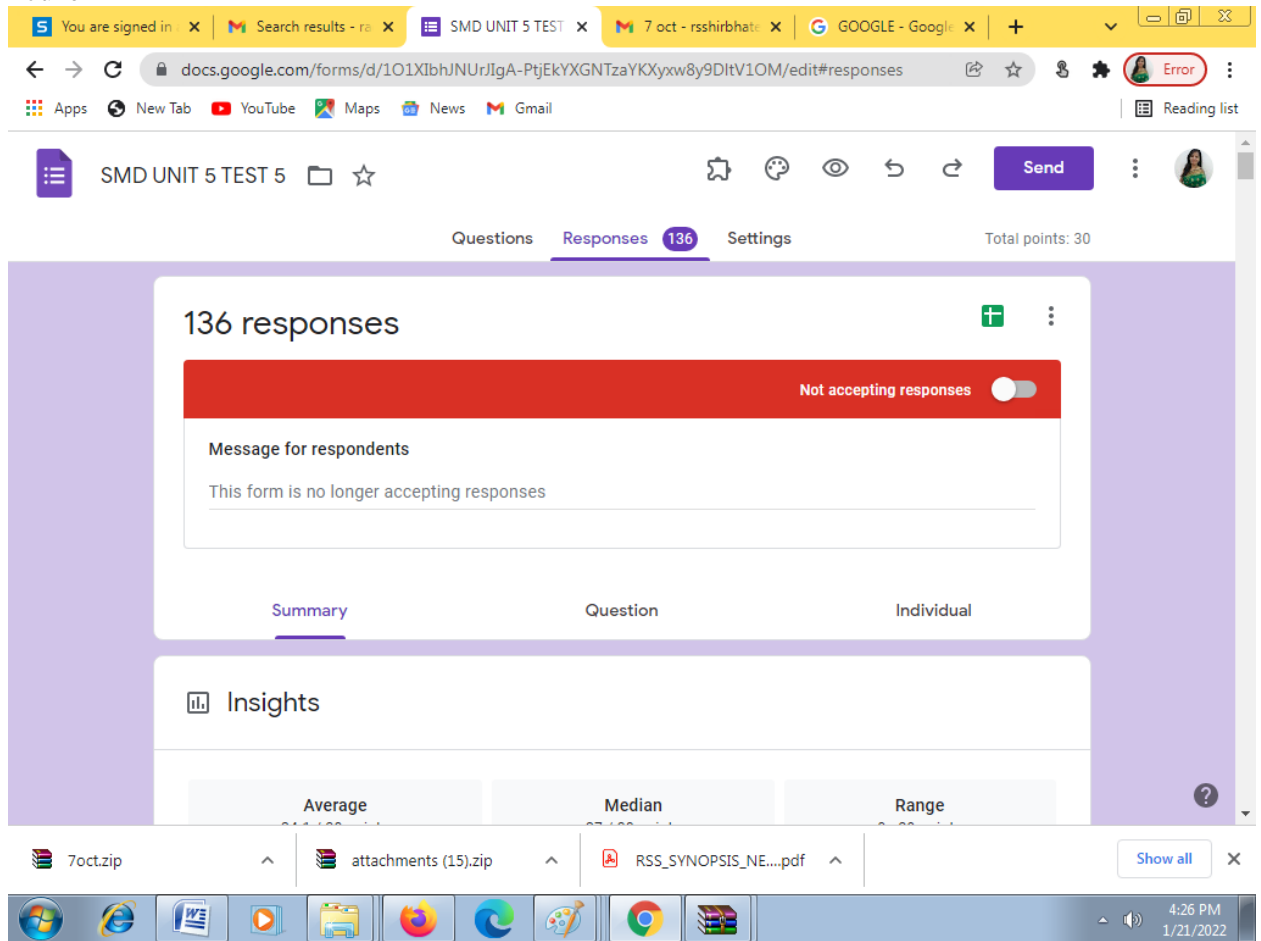 You are signed in
Search results - ra
SMD UNIT 5 TEST
7 oct - rsshirbhate
GOOGLE - Google
docs.google.com/forms/d/1O1XIbhJNUrJIgA-PtjEkYXGNTzaYKXyxw8y9DItV1OM/edit#responses
Error
Apps New Tab YouTube Maps News Gmail Reading list
SMD UNIT 5 TEST 5
Send
Questions Responses 136 Settings Total points: 30
136 responses
Not accepting responses
Message for respondents
This form is no longer accepting responses
Summary Question Individual
Insights
Average Median Range
7oct.zip attachments (15).zip RSS_SYNOPSIS_NE....pdf Show all
4:26 PM
1/21/2022